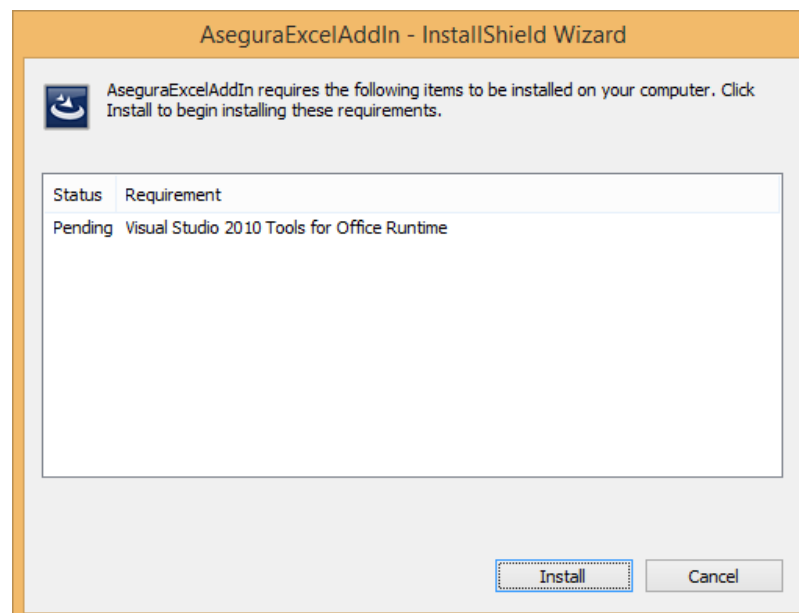 AseguraExcelAddIn - InstallShield Wizard
AseguraExcelAddIn requires the following items to be installed on your computer. Click
Install to begin installing these requirements.
Status Requirement
Pending Visual Studio 2010 Tools for Office Runtime
Install Cancel